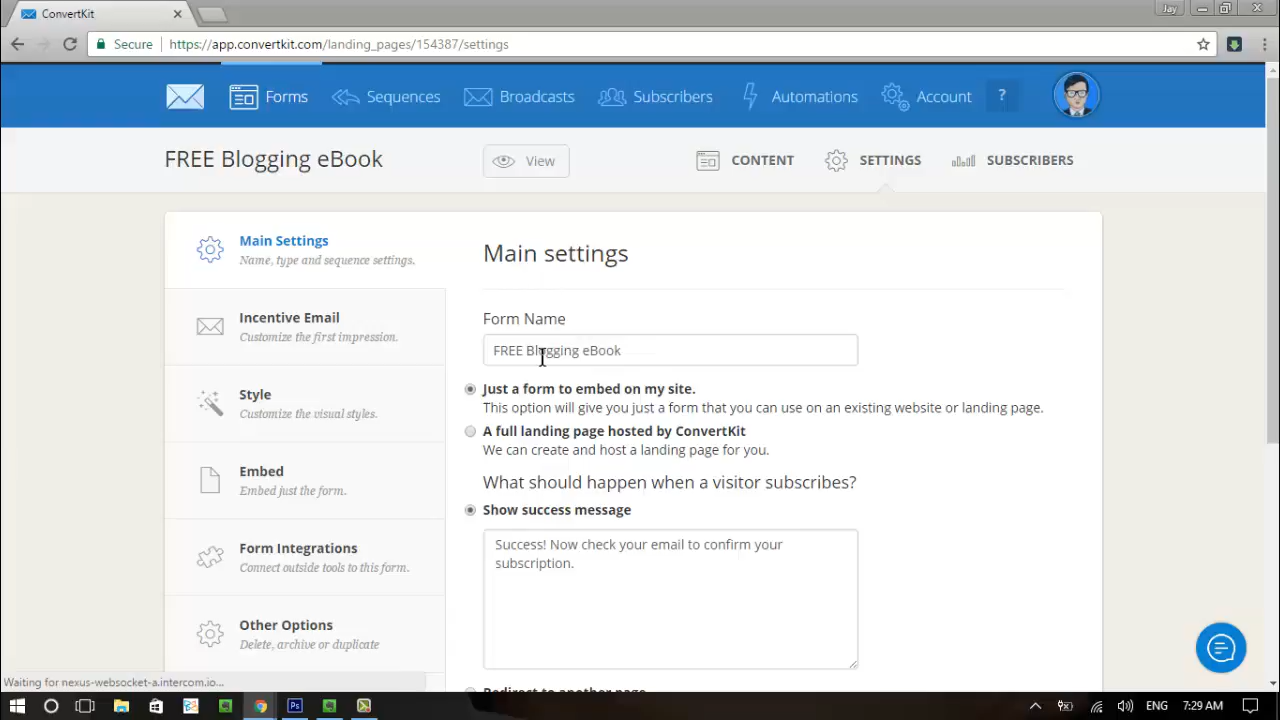 ConvertKit
Jay
Secure https://app.convertkit.com/landing_pages/154387/settings
Forms Sequences Broadcasts Subscribers Automations Account ?
FREE Blogging eBook View CONTENT SETTINGS SUBSCRIBERS
Main Settings
Name, type and sequence settings.
Incentive Email
Customize the first impression.
Style
Customize the visual styles.
Embed
Embed just the form.
Form Integrations
Connect outside tools to this form.
Other Options
Delete, archive or duplicate
Main settings
Form Name
FREE Blogging eBook
Just a form to embed on my site.
This option will give you just a form that you can use on an existing website or landing page.
A full landing page hosted by ConvertKit
We can create and host a landing page for you.
What should happen when a visitor subscribes?
Show success message
Success! Now check your email to confirm your
subscription.
Redirect to another page
Waiting for nexus-websocket-a.intercom.io...
ENG 7:29 AM